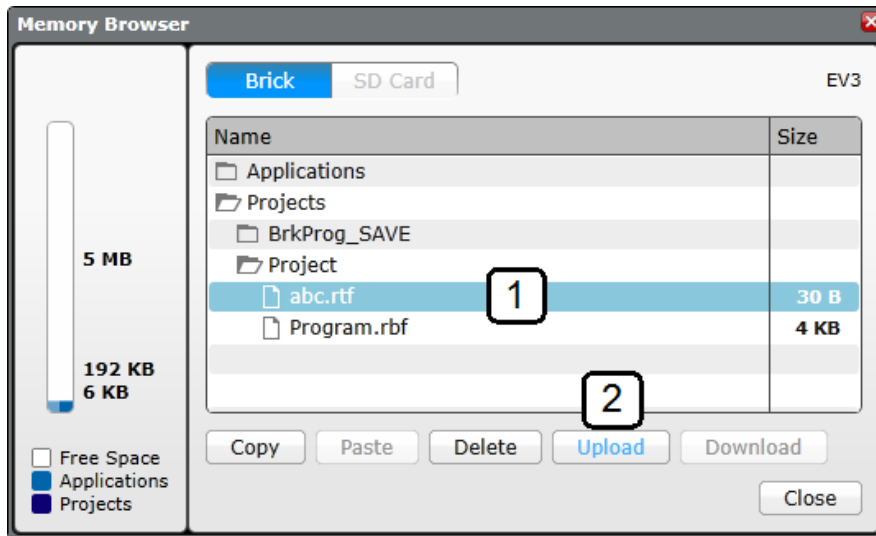 Memory Browser
Brick SD Card EV3
Name Size
Applications
Projects
BrkProg_SAVE
Project
abc.rtf 1 30 B
Program.rbf 4 KB
5 MB
192 KB
6 KB
2
Copy Paste Delete Upload Download
Free Space
Applications
Projects
Close